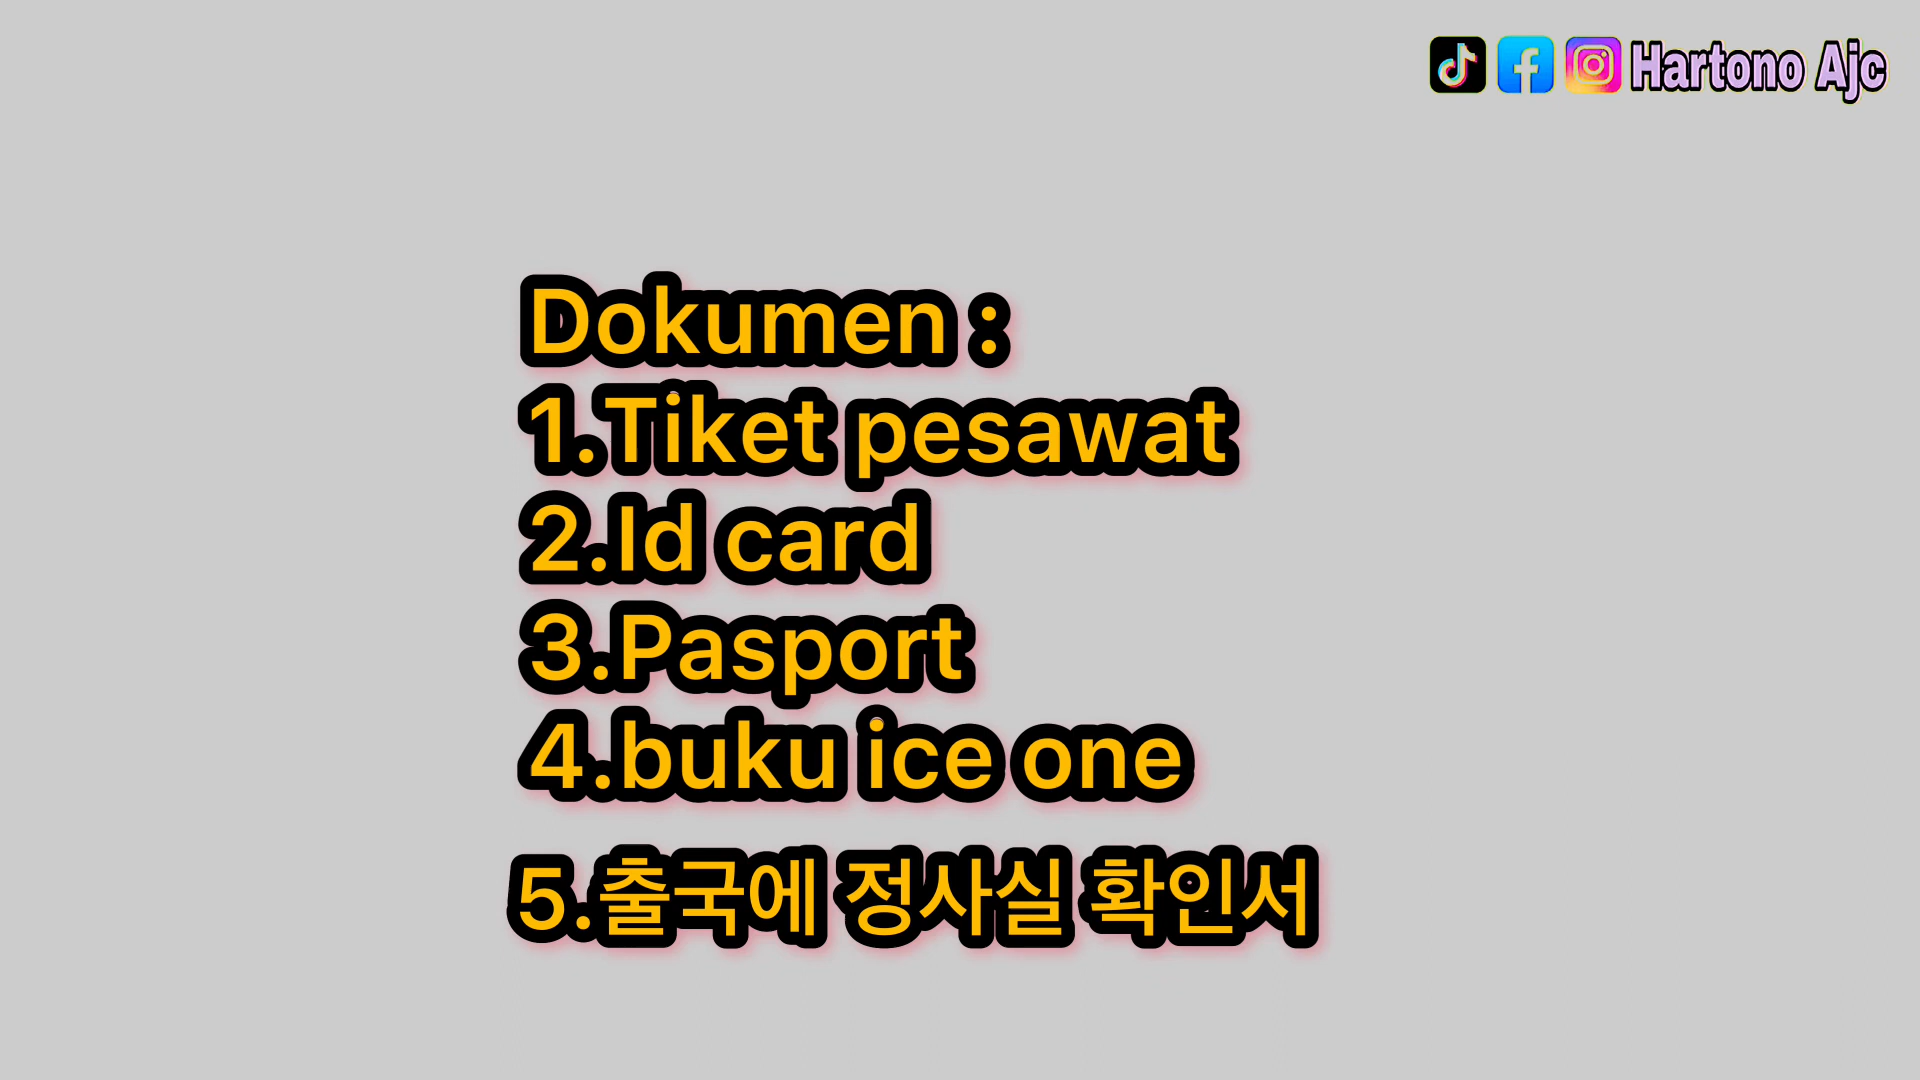 Hartono Ajc
Dokumen :
1.Tiket pesawat
2.Id card
3.Pasport
4.buku ice one
5.출국에 정사실 확인서